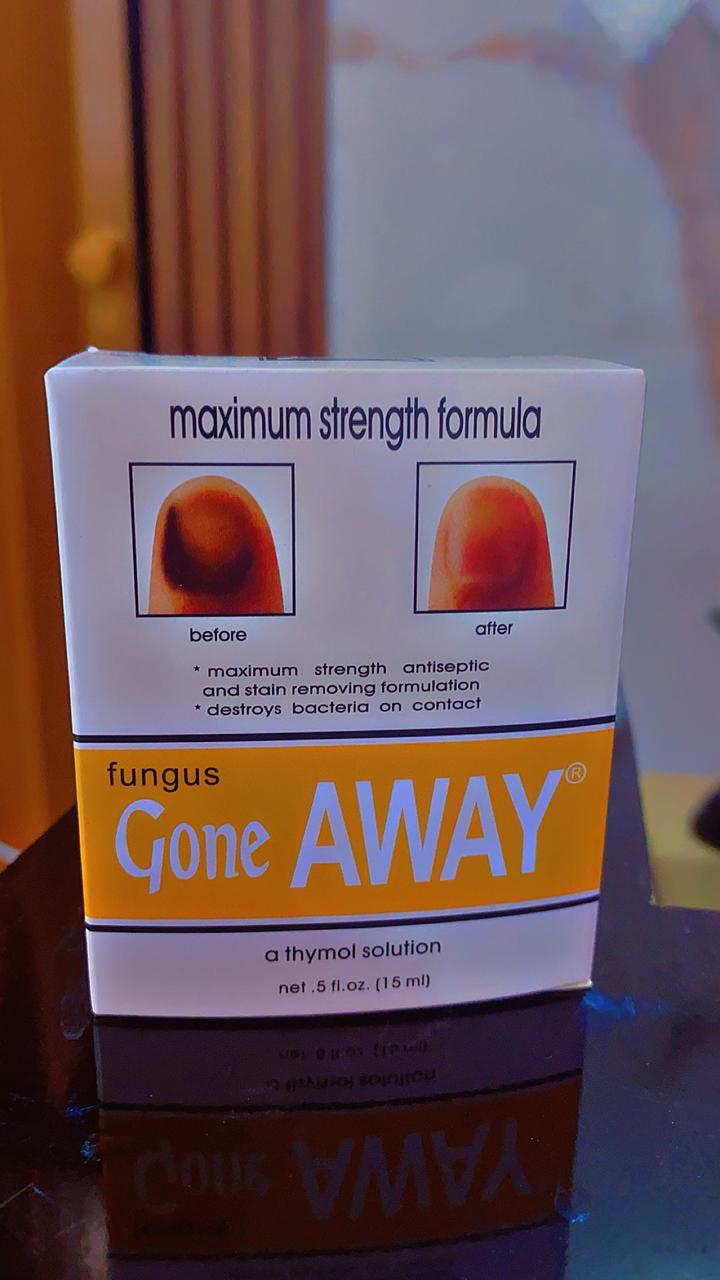 maximum strength formula
before
after
* maximum strength antiseptic
and stain removing formulation
* destroys bacteria on contact
fungus
Gone AWAY®
a thymol solution
net .5 fl.oz. (15 ml)